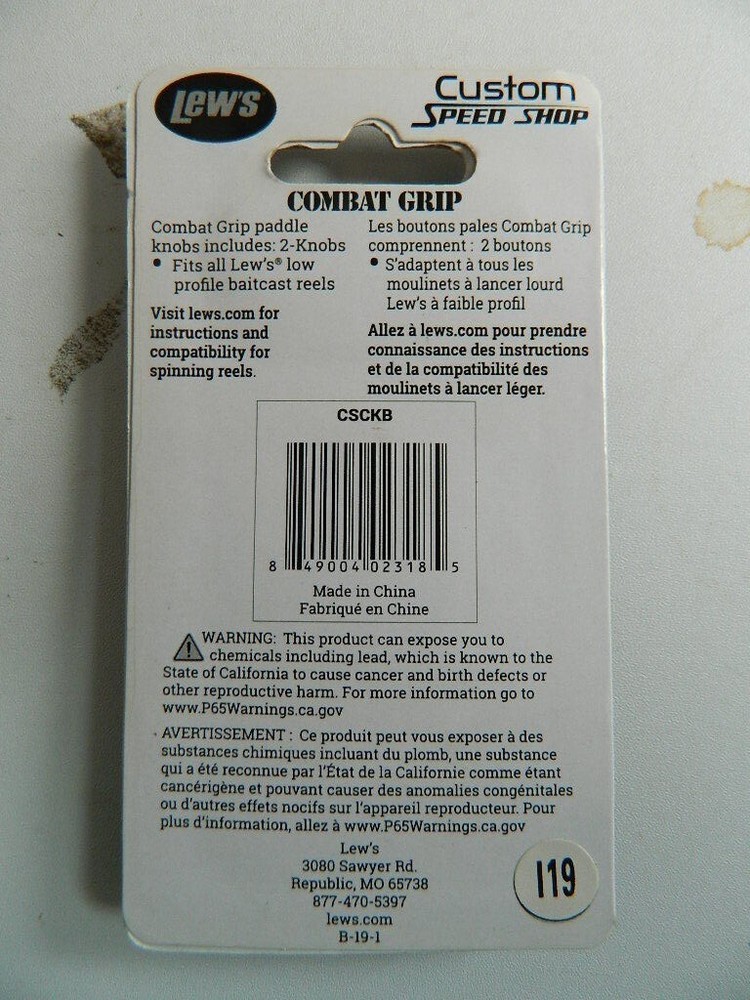 Lew's
Custom
SPEED SHOP
COMBAT GRIP
Combat Grip paddle
knobs includes: 2-Knobs
• Fits all Lew's® low
profile baitcast reels
Visit lews.com for
instructions and
compatibility for
spinning reels.
Les boutons pales Combat Grip
comprennent : 2 boutons
• S'adaptent à tous les
moulinets à lancer lourd
Lew's à faible profil
Allez à lews.com pour prendre
connaissance des instructions
et de la compatibilité des
moulinets à lancer léger.
CSCKB
8 49004 02318 5
Made in China
Fabriqué en Chine
WARNING: This product can expose you to
chemicals including lead, which is known to the
State of California to cause cancer and birth defects or
other reproductive harm. For more information go to
www.P65Warnings.ca.gov
AVERTISSEMENT : Ce produit peut vous exposer à des
substances chimiques incluant du plomb, une substance
qui a été reconnue par l'État de la Californie comme étant
cancérigène et pouvant causer des anomalies congénitales
ou d'autres effets nocifs sur l'appareil reproducteur. Pour
plus d'information, allez à www.P65Warnings.ca.gov
Lew's
3080 Sawyer Rd.
Republic, MO 65738
877-470-5397
lews.com
B-19-1
I19